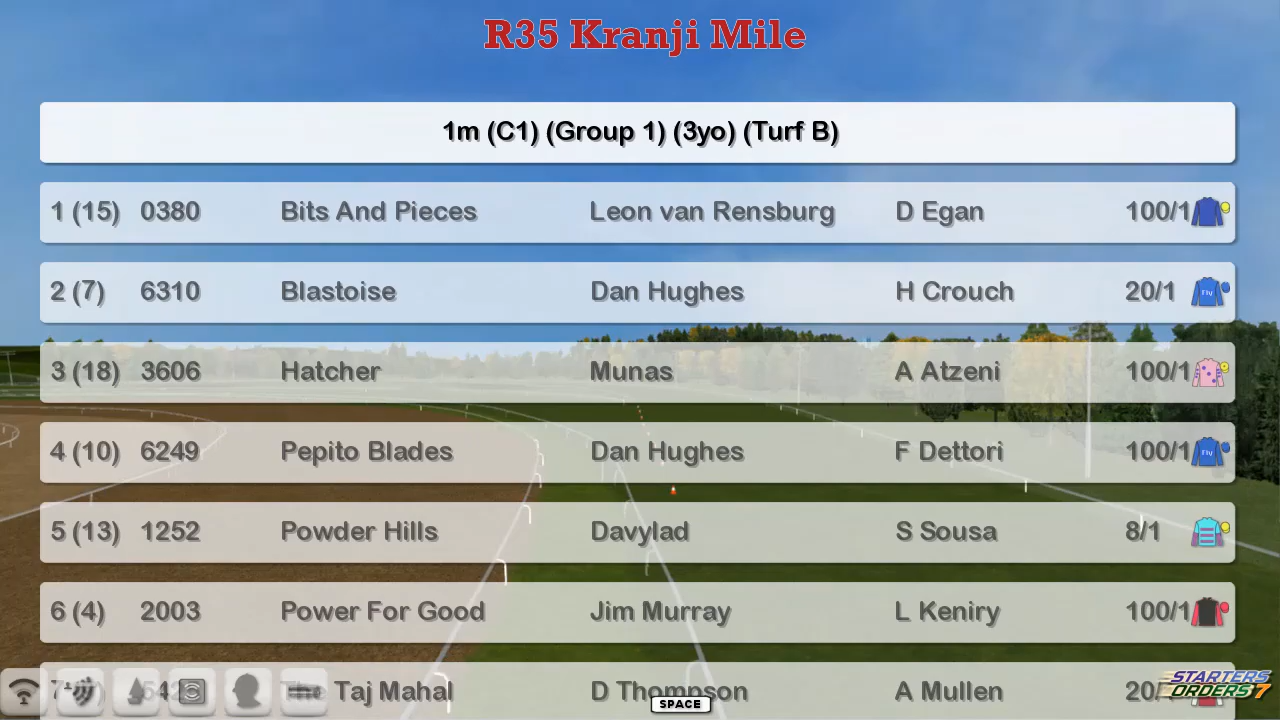 R35 Kranji Mile
1m (C1) (Group 1) (3yo) (Turf B)
1 (15) 0380 Bits And Pieces Leon van Rensburg D Egan 100/1
2 (7) 6310 Blastoise Dan Hughes H Crouch 20/1
3 (18) 3606 Hatcher Munas A Atzeni 100/1
4 (10) 6249 Pepito Blades Dan Hughes F Dettori 100/1
5 (13) 1252 Powder Hills Davylad S Sousa 8/1
6 (4) 2003 Power For Good Jim Murray L Keniry 100/1
The Taj Mahal D Thompson A Mullen
SPACE
STARTERS
ORDERS 7